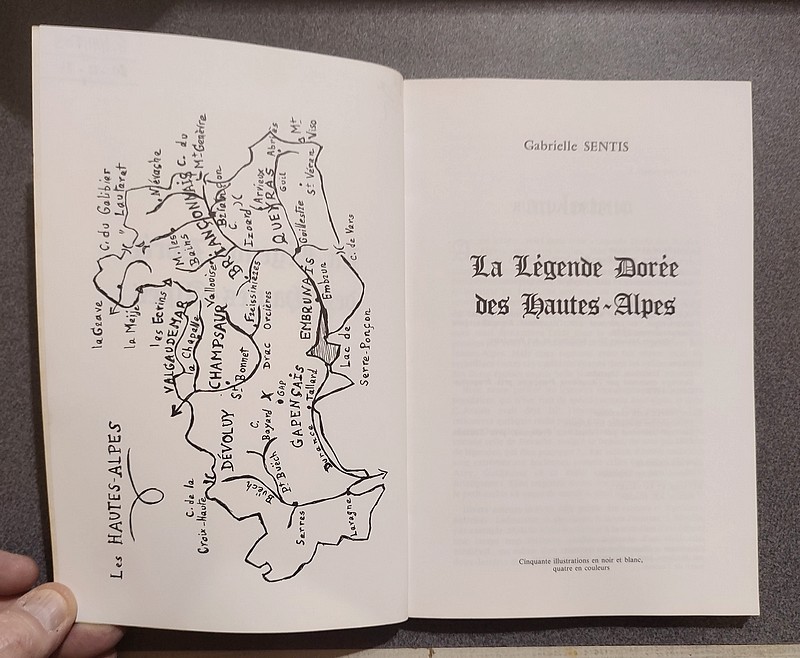 Les HAUTES-ALPES
la Grave
la Meije
C. du Galibier
Lautaret
Névache
C. du
Mt Genèvre
les Ecrins
M. les
Bains
BRIANÇONNAIS
Briançon
C.
Izoard
Arvieux
QUEYRAS
Abriès
Mt
Viso
Guil
St Véran
VALGAUDEMAR
la Chapelle
Vallouise
CHAMPSAUR
Freissinières
Guillestre
St Bonnet
Orcières
Drac
EMBRUNAIS
Embrun
C. de Vars
Lac de
Serre-Ponçon
C. de la
Croix-Haute
DÉVOLUY
C.
Bayard
GAP
GAPENÇAIS
Tallard
Buëch
Pt Buëch
Durance
Serres
Laragne
Gabrielle SENTIS
La Légende Dorée
des Hautes-Alpes
Cinquante illustrations en noir et blanc,
quatre en couleurs